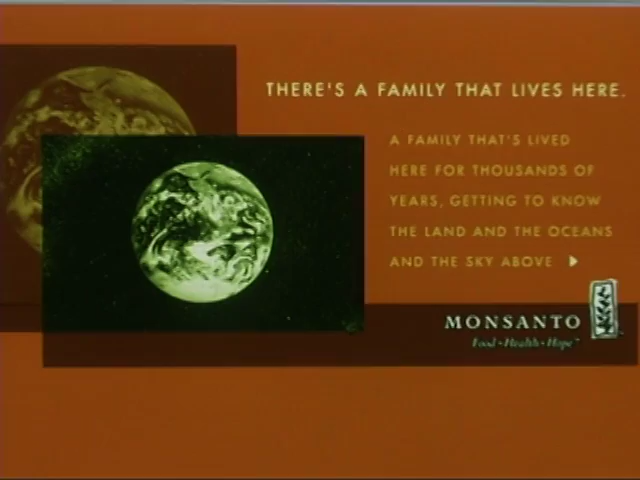 THERE'S A FAMILY THAT LIVES HERE.
A FAMILY THAT'S LIVED
HERE FOR THOUSANDS OF
YEARS, GETTING TO KNOW
THE LAND AND THE OCEANS
AND THE SKY ABOVE
MONSANTO
Food · Health · Hope™